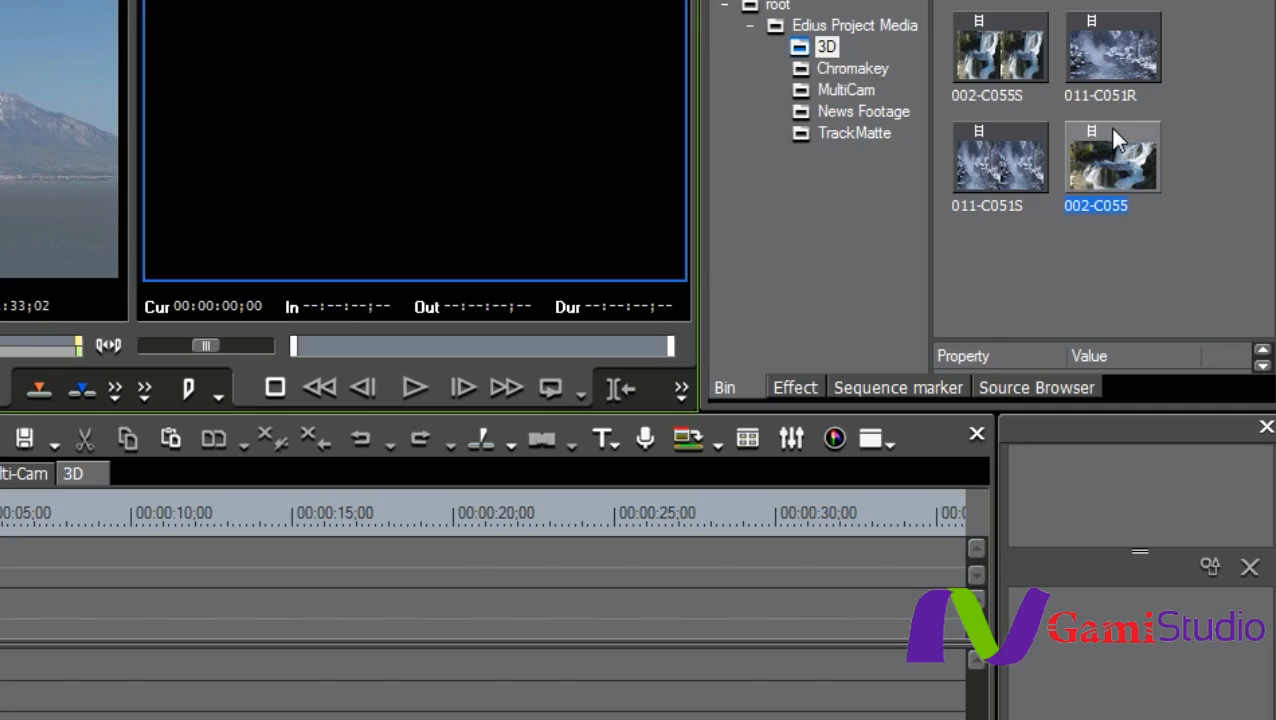 root
Edius Project Media
3D
Chromakey
MultiCam
News Footage
TrackMatte
002-C055S
011-C051R
011-C051S
002-C055
:33;02
Cur 00:00:00;00 In --:--:--;-- Out --:--:--;-- Dur --:--:--;--
Property Value
Bin Effect Sequence marker Source Browser
lti-Cam 3D
00:05;00 00:00:10;00 00:00:15;00 00:00:20;00 00:00:25;00 00:00:30;00 00:0
GamiStudio